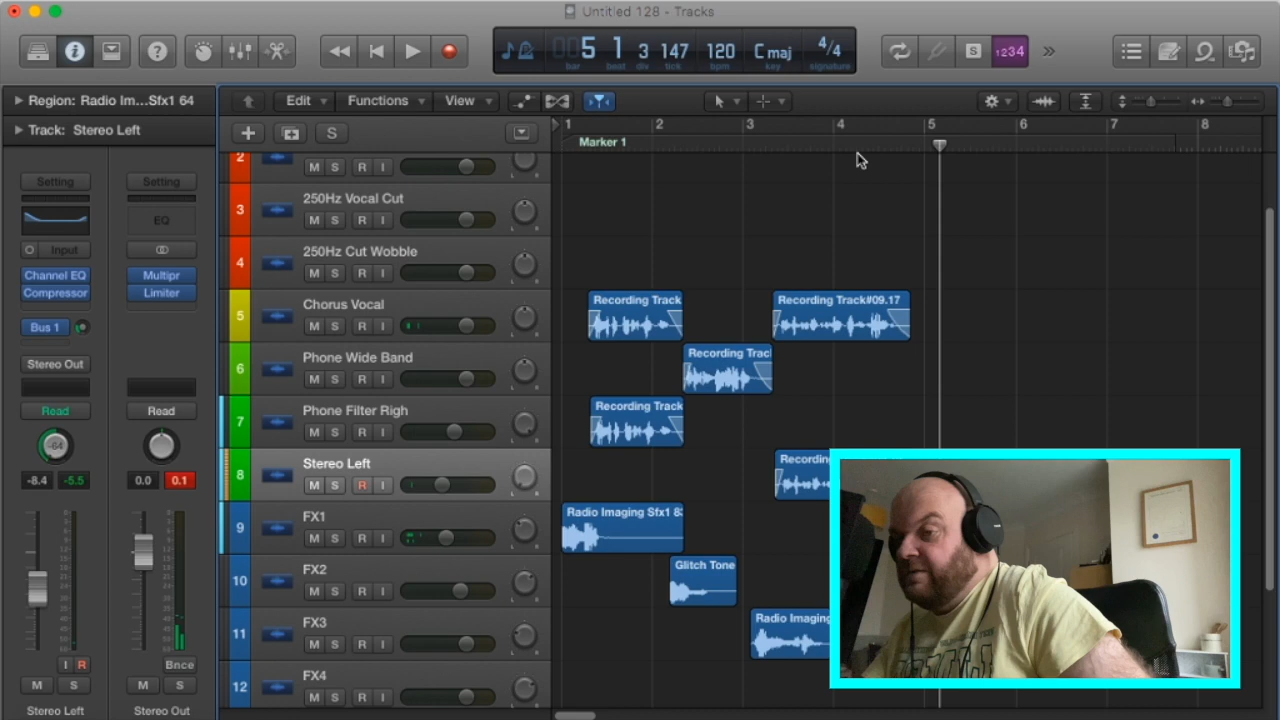 Untitled 128 - Tracks
1234
005 1 3 147 120 C maj 4/4
bar beat div tick bpm key signature
Region: Radio Im...Sfx1 64
Edit Functions View
Track: Stereo Left
S
1 2 3 4 5 6 7 8
Marker 1
Setting Setting
EQ
Input
Channel EQ Multipr
Compressor Limiter
Bus 1
Stereo Out
Read Read
-64
-8.4 -5.5 0.0 0.1
I R Bnce
M S M S
Stereo Left Stereo Out
2
M S R I
3 250Hz Vocal Cut
M S R I
4 250Hz Cut Wobble
M S R I
5 Chorus Vocal
M S R I
6 Phone Wide Band
M S R I
7 Phone Filter Righ
M S R I
8 Stereo Left
M S R I
9 FX1
M S R I
10 FX2
M S R I
11 FX3
M S R I
12 FX4
M S R I
Recording Track Recording Track#09.17
Recording Trac
Recording Track
Recording
Radio Imaging Sfx1 8
Glitch Tone
Radio Imaging